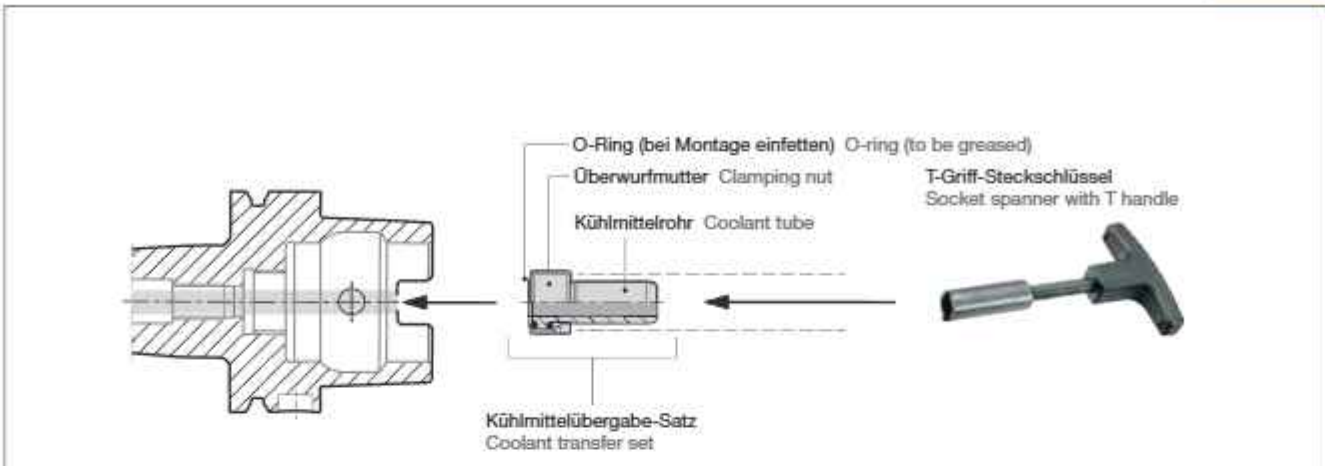 O-Ring (bei Montage einfetten) O-ring (to be greased)
Überwurfmutter Clamping nut
Kühlmittelrohr Coolant tube
T-Griff-Steckschlüssel
Socket spanner with T handle
Kühlmittelübergabe-Satz
Coolant transfer set